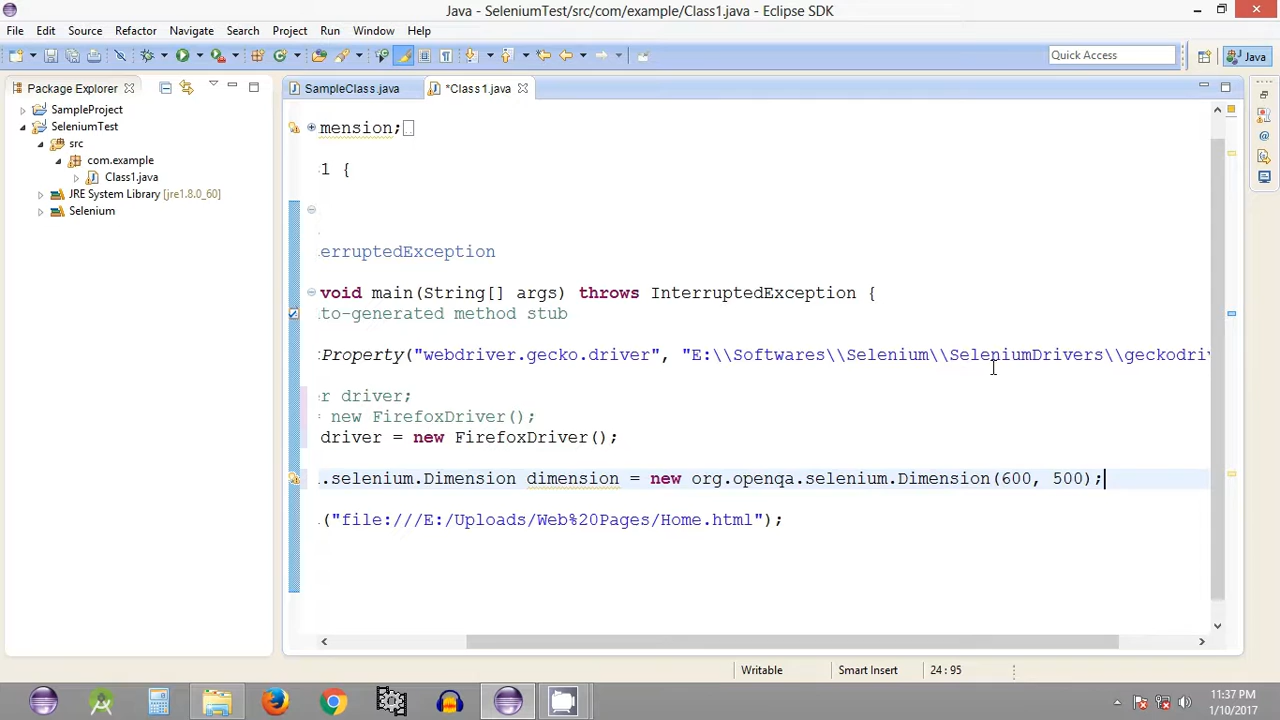 Java - SeleniumTest/src/com/example/Class1.java - Eclipse SDK
File Edit Source Refactor Navigate Search Project Run Window Help
Quick Access
Java
Package Explorer
SampleClass.java
*Class1.java
SampleProject
SeleniumTest
src
com.example
Class1.java
JRE System Library [jre1.8.0_60]
Selenium
mension;
1 {
erruptedException
void main(String[] args) throws InterruptedException {
to-generated method stub
Property("webdriver.gecko.driver", "E:\\Softwares\\Selenium\\SeleniumDrivers\\geckodriv
r driver;
= new FirefoxDriver();
driver = new FirefoxDriver();
.selenium.Dimension dimension = new org.openqa.selenium.Dimension(600, 500);
("file:///E:/Uploads/Web%20Pages/Home.html");
Writable
Smart Insert
24 : 95
11:37 PM
1/10/2017